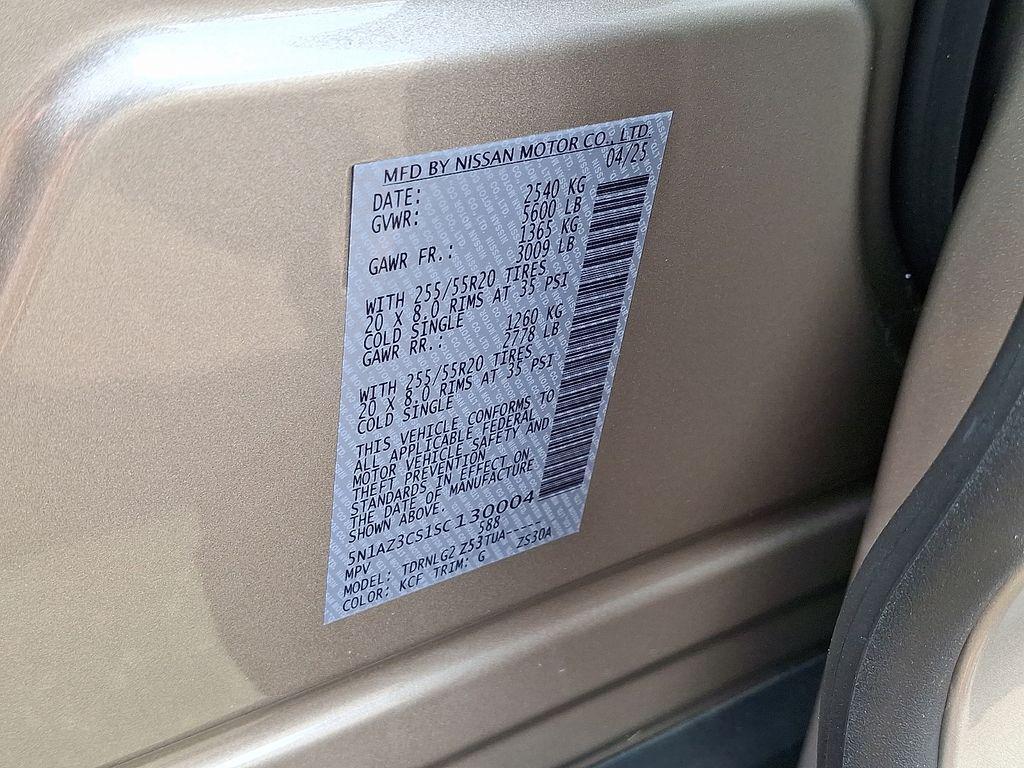 MFD BY NISSAN MOTOR CO., LTD.
DATE: 04/25
GVWR: 2540 KG
5600 LB
GAWR FR.: 1365 KG
3009 LB
WITH 255/55R20 TIRES
20 X 8.0 RIMS AT 35 PSI
COLD SINGLE
GAWR RR.: 1260 KG
2778 LB
WITH 255/55R20 TIRES
20 X 8.0 RIMS AT 35 PSI
COLD SINGLE
THIS VEHICLE CONFORMS TO
ALL APPLICABLE FEDERAL
MOTOR VEHICLE SAFETY AND
THEFT PREVENTION
STANDARDS IN EFFECT ON
THE DATE OF MANUFACTURE
SHOWN ABOVE.
5N1AZ3CS1SC130004
MPV 588
MODEL: TDRNLG2 Z53TUA-----
COLOR: KCF TRIM: G ZS30A